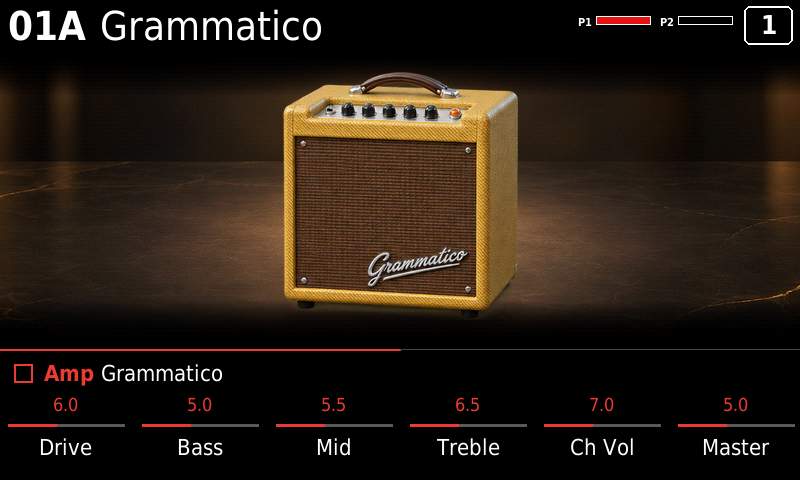 01A Grammatico
P1
P2
1
Grammatico
Amp Grammatico
6.0 5.0 5.5 6.5 7.0 5.0
Drive Bass Mid Treble Ch Vol Master